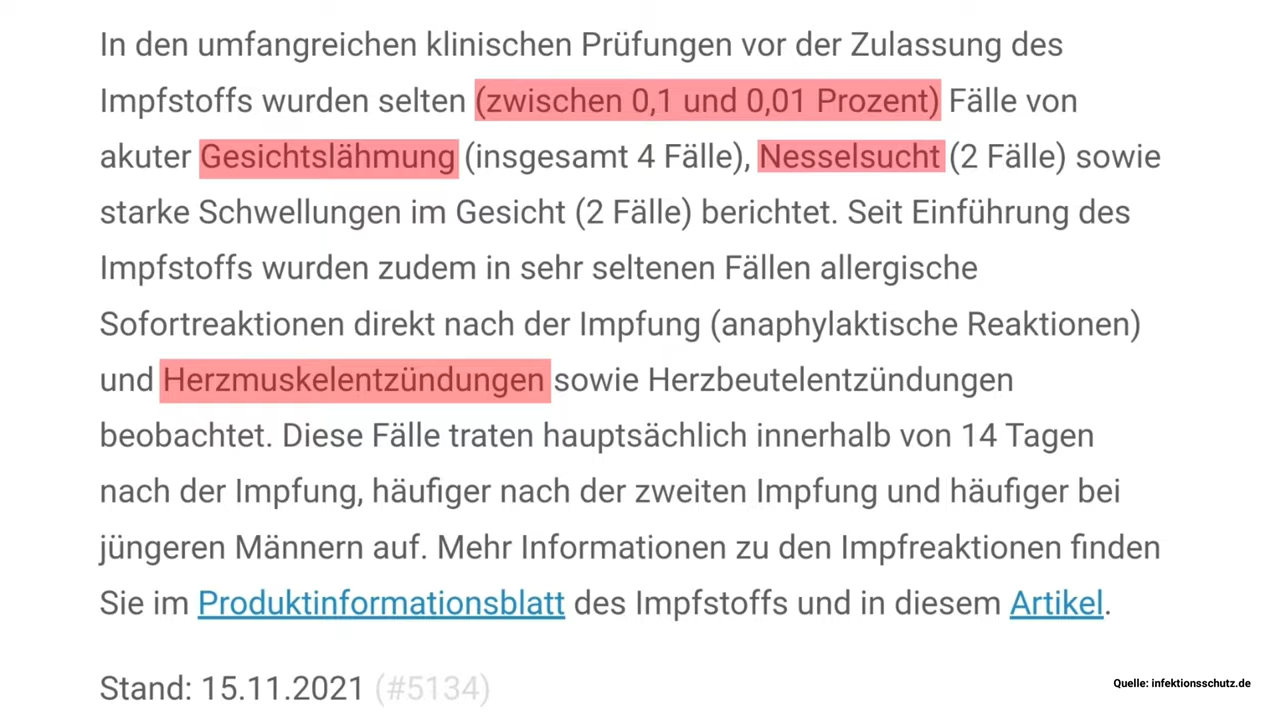 In den umfangreichen klinischen Prüfungen vor der Zulassung des
Impfstoffs wurden selten (zwischen 0,1 und 0,01 Prozent) Fälle von
akuter Gesichtslähmung (insgesamt 4 Fälle), Nesselsucht (2 Fälle) sowie
starke Schwellungen im Gesicht (2 Fälle) berichtet. Seit Einführung des
Impfstoffs wurden zudem in sehr seltenen Fällen allergische
Sofortreaktionen direkt nach der Impfung (anaphylaktische Reaktionen)
und Herzmuskelentzündungen sowie Herzbeutelentzündungen
beobachtet. Diese Fälle traten hauptsächlich innerhalb von 14 Tagen
nach der Impfung, häufiger nach der zweiten Impfung und häufiger bei
jüngeren Männern auf. Mehr Informationen zu den Impfreaktionen finden
Sie im Produktinformationsblatt des Impfstoffs und in diesem Artikel.
Stand: 15.11.2021 (#5134)
Quelle: infektionsschutz.de